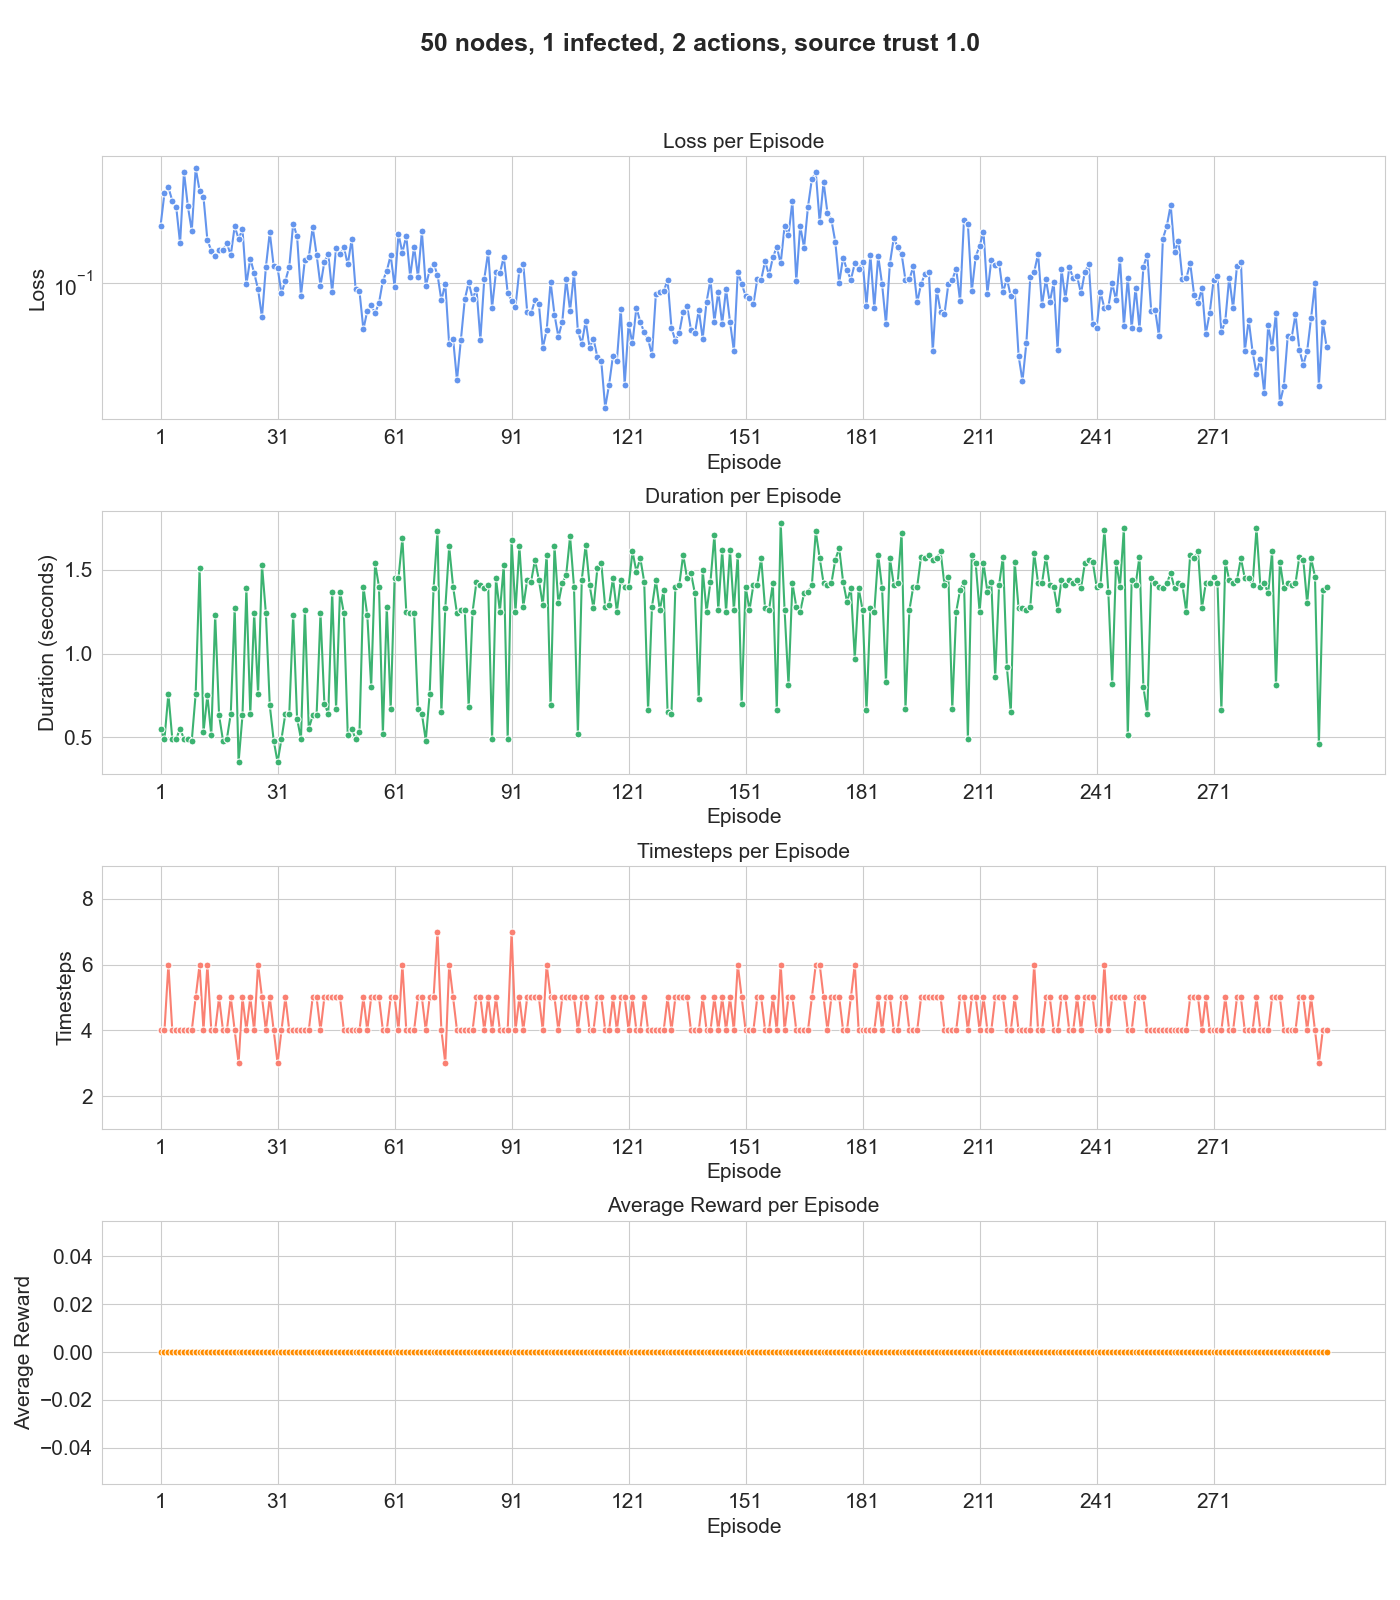 50 nodes, 1 infected, 2 actions, source trust 1.0
Loss per Episode
Loss
10⁻¹
1 31 61 91 121 151 181 211 241 271
Episode
Duration per Episode
Duration (seconds)
1.5
1.0
0.5
1 31 61 91 121 151 181 211 241 271
Episode
Timesteps per Episode
Timesteps
8
6
4
2
1 31 61 91 121 151 181 211 241 271
Episode
Average Reward per Episode
Average Reward
0.04
0.02
0.00
−0.02
−0.04
1 31 61 91 121 151 181 211 241 271
Episode